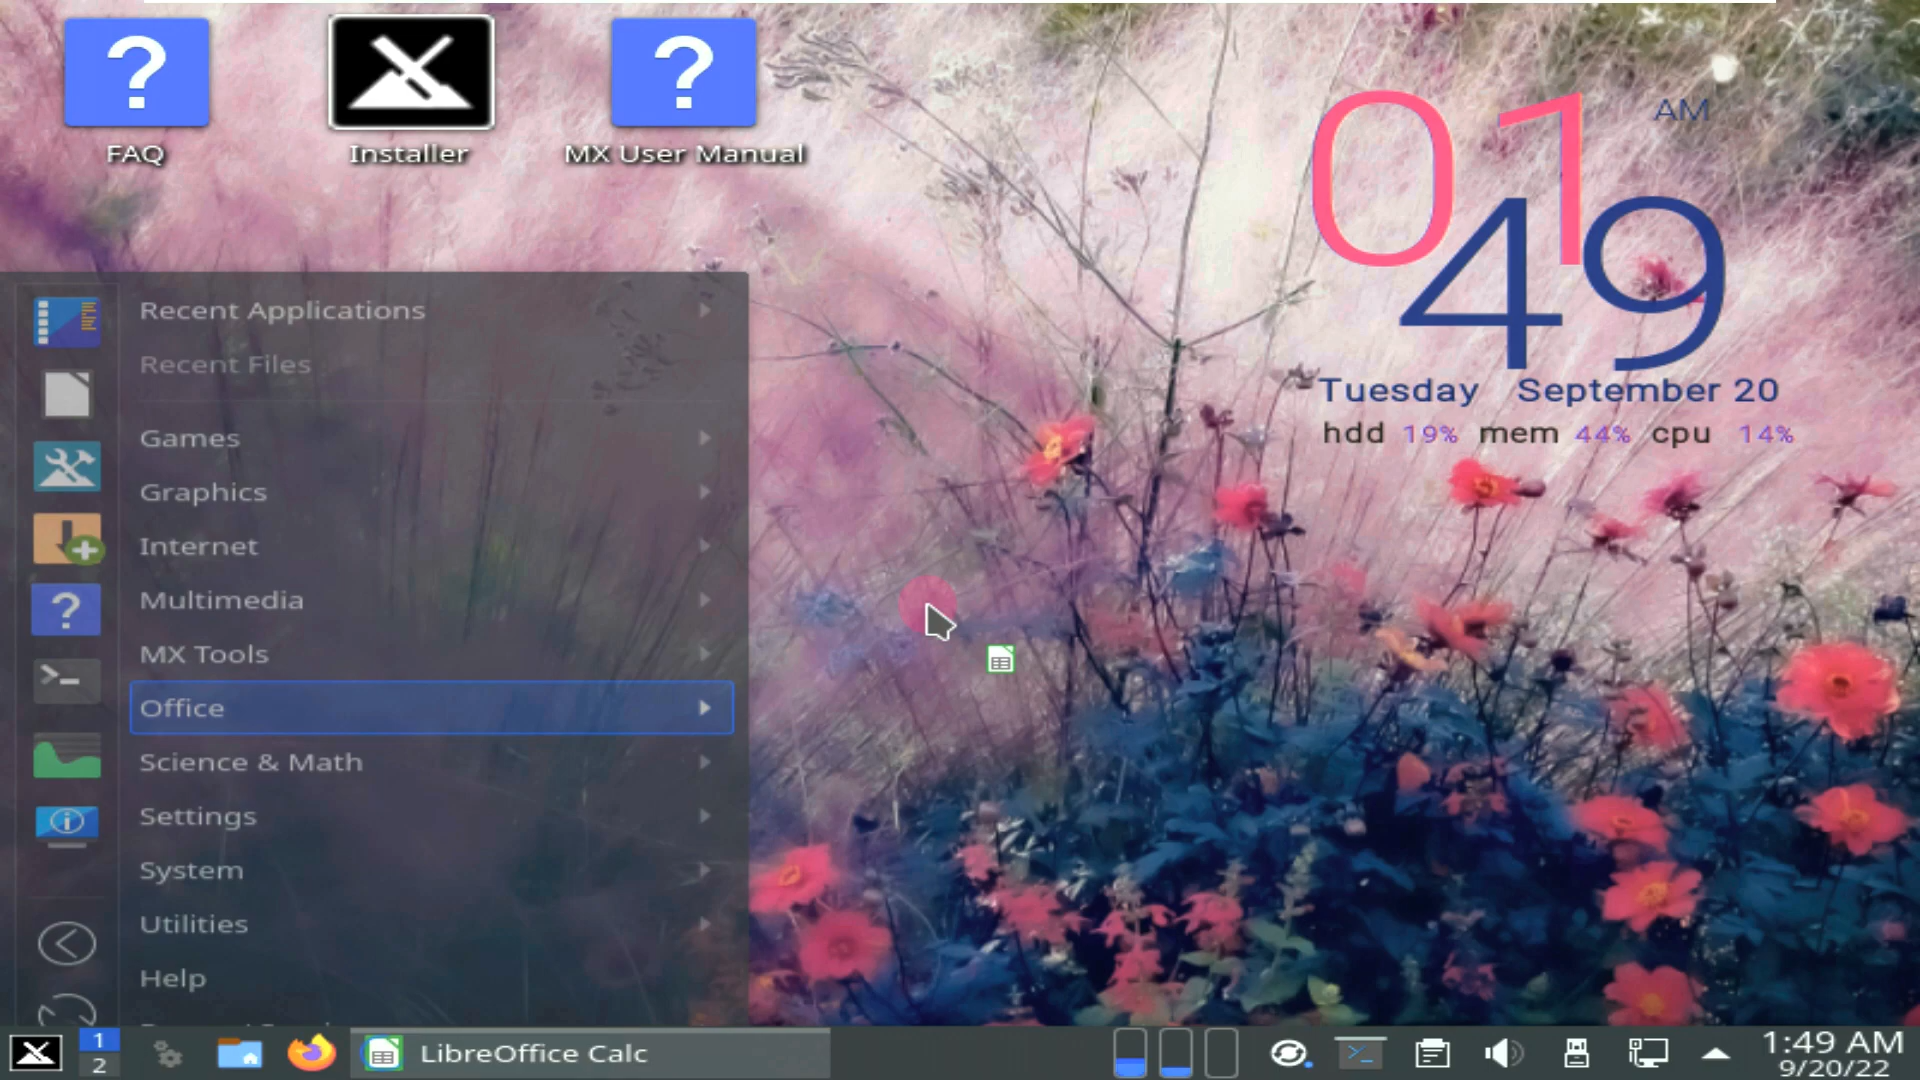 FAQ
Installer
MX User Manual
01 AM
49
Tuesday September 20
hdd 19% mem 44% cpu 14%
Recent Applications
Recent Files
Games
Graphics
Internet
Multimedia
MX Tools
Office
Science & Math
Settings
System
Utilities
Help
1
2
LibreOffice Calc
1:49 AM
9/20/22